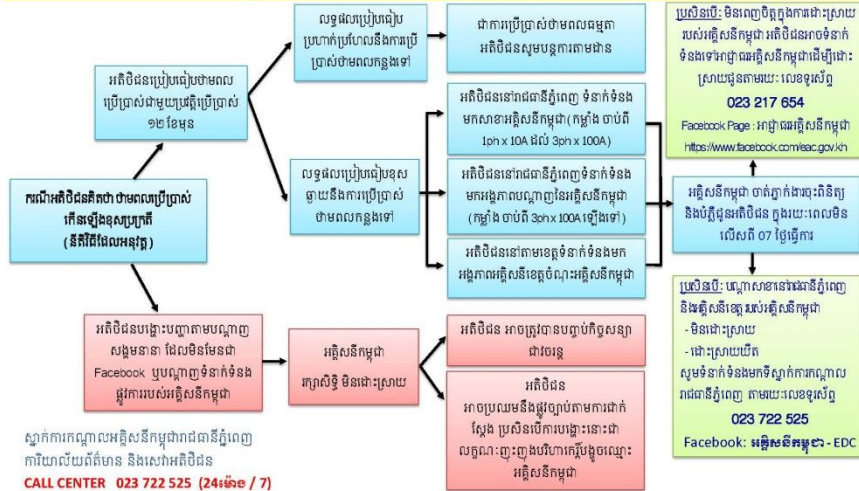 ករណីអតិថិជនគិតថា ថាមពលប្រើប្រាស់
កើនឡើងខុសប្រក្រតី
(នីតិវិធីដែលអនុវត្ត)
អតិថិជនប្រៀបធៀបថាមពល
ប្រើប្រាស់ជាមួយប្រវត្តិប្រើប្រាស់
១២ ខែមុន
លទ្ធផលប្រៀបធៀប
ប្រហាក់ប្រហែលនឹងការប្រើ
ប្រាស់ថាមពលកន្លងទៅ
ជាការប្រើប្រាស់ថាមពលធម្មតា
អតិថិជនសូមបន្តការតាមដាន
លទ្ធផលប្រៀបធៀបខុស
ឆ្ងាយនឹងការប្រើប្រាស់
ថាមពលកន្លងទៅ
អតិថិជននៅរាជធានីភ្នំពេញ ទំនាក់ទំនង
មកសាខាអគ្គិសនីកម្ពុជា (កម្លាំង ចាប់ពី
1ph x 10A ដល់ 3ph x 100A)
អតិថិជននៅរាជធានីភ្នំពេញទំនាក់ទំនង
មកអង្គភាពបណ្តាញនៃអគ្គិសនីកម្ពុជា
(កម្លាំង ចាប់ពី 3ph x 100A ឡើងទៅ)
អតិថិជននៅតាមខេត្តទំនាក់ទំនងមក
អង្គភាពអគ្គិសនីខេត្តចំណុះអគ្គិសនីកម្ពុជា
អគ្គិសនីកម្ពុជា ចាត់ភ្នាក់ងារចុះពិនិត្យ
និងបំភ្លឺជូនអតិថិជន ក្នុងរយៈពេលមិន
លើសពី 07 ថ្ងៃធ្វើការ
ប្រសិនបើ: មិនពេញចិត្តក្នុងការដោះស្រាយ
របស់អគ្គិសនីកម្ពុជា អតិថិជនអាចទំនាក់
ទំនងទៅអាជ្ញាធរអគ្គិសនីកម្ពុជាដើម្បីដោះ
ស្រាយជូនតាមរយៈ លេខទូរស័ព្ទ
023 217 654
Facebook Page : អាជ្ញាធរអគ្គិសនីកម្ពុជា
https://www.facebook.com/eac.gov.kh
ប្រសិនបើ: បណ្តាសាខានៅរាជធានីភ្នំពេញ
និងអគ្គិសនីខេត្ត របស់អគ្គិសនីកម្ពុជា
- មិនដោះស្រាយ
- ដោះស្រាយយឺត
សូមទំនាក់ទំនងមកទីស្នាក់ការកណ្តាល
រាជធានីភ្នំពេញ តាមរយៈលេខទូរស័ព្ទ
023 722 525
Facebook: អគ្គិសនីកម្ពុជា - EDC
អតិថិជនបង្ហោះបញ្ហាតាមបណ្តាញ
សង្គមនានា ដែលមិនមែនជា
Facebook ឬបណ្តាញទំនាក់ទំនង
ផ្លូវការរបស់អគ្គិសនីកម្ពុជា
អគ្គិសនីកម្ពុជា
រក្សាសិទ្ធិ មិនដោះស្រាយ
អតិថិជន អាចត្រូវបានបញ្ចប់កិច្ចសន្យា
ជាវចរន្ត
អតិថិជន
អាចប្រឈមនឹងផ្លូវច្បាប់តាមការជាក់
ស្តែង ប្រសិនបើការបង្ហោះនោះជា
លក្ខណៈញុះញុងបរិហាកេរ្តិ៍បង្ខូចឈ្មោះ
អគ្គិសនីកម្ពុជា
ស្នាក់ការកណ្តាលអគ្គិសនីកម្ពុជារាជធានីភ្នំពេញ
ការិយាល័យព័ត៌មាន និងសេវាអតិថិជន
CALL CENTER 023 722 525 (24ម៉ោង / 7)